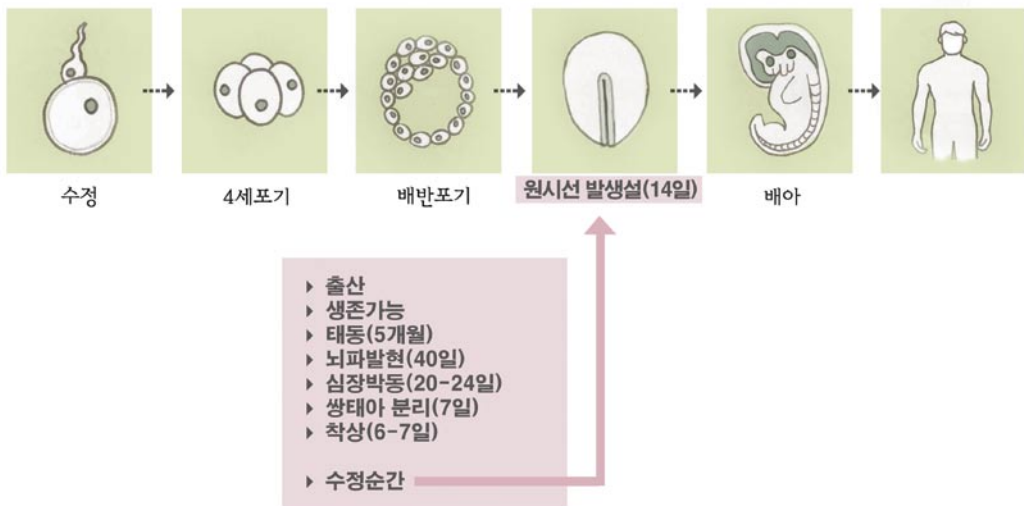 수정
4세포기
배반포기
원시선 발생설(14일)
배아
출산
생존가능
태동(5개월)
뇌파발현(40일)
심장박동(20-24일)
쌍태아 분리(7일)
착상(6-7일)
수정순간